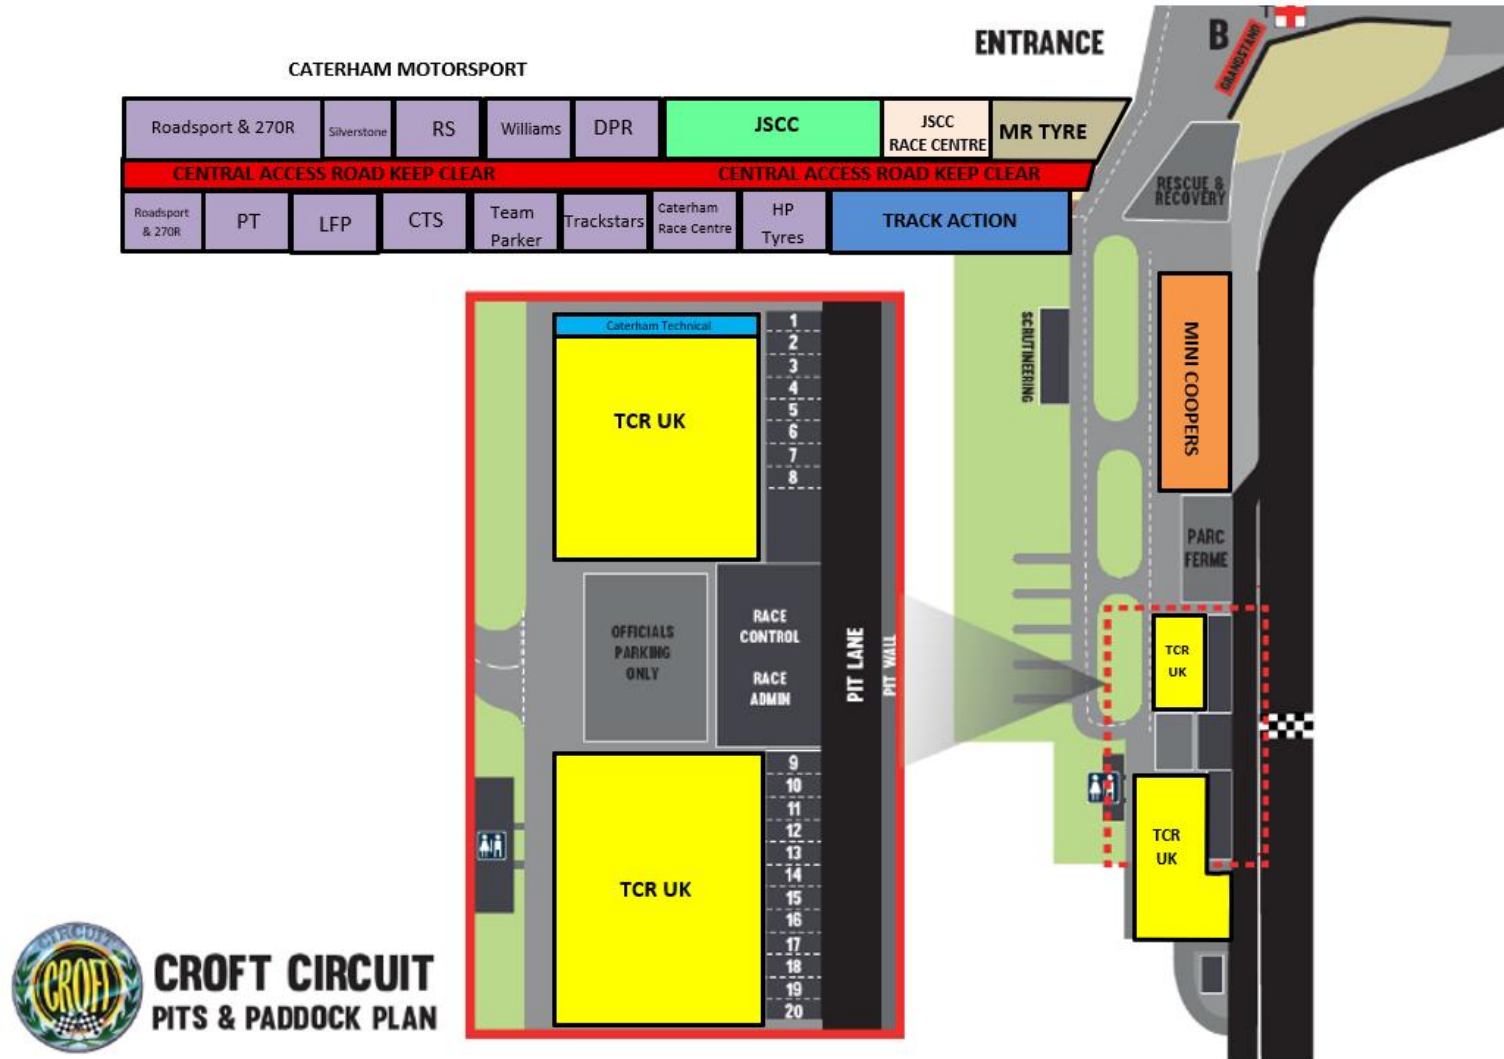 ENTRANCE
B
GRANDSTAND
CATERHAM MOTORSPORT
Roadsport & 270R
Silverstone
RS
Williams
DPR
JSCC
JSCC
RACE CENTRE
MR TYRE
CENTRAL ACCESS ROAD KEEP CLEAR
CENTRAL ACCESS ROAD KEEP CLEAR
Roadsport
& 270R
PT
LFP
CTS
Team
Parker
Trackstars
Caterham
Race Centre
HP
Tyres
TRACK ACTION
RESCUE &
RECOVERY
SCRUTINEERING
MINI COOPERS
PARC
FERME
TCR
UK
TCR
UK
Caterham Technical
TCR UK
1
2
3
4
5
6
7
8
OFFICIALS
PARKING
ONLY
RACE
CONTROL
RACE
ADMIN
PIT LANE
PIT WALL
TCR UK
9
10
11
12
13
14
15
16
17
18
19
20
CIRCUIT
CROFT
CROFT CIRCUIT
PITS & PADDOCK PLAN